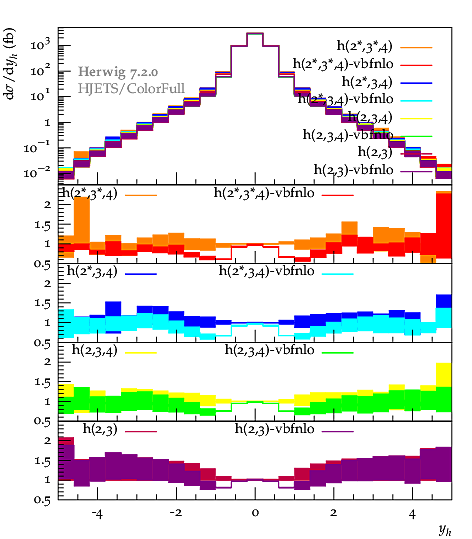 dσ/dy_h (fb)
10³
10²
10¹
1
10⁻¹
10⁻²
Herwig 7.2.0
HJETS/ColorFull
h(2*,3*,4)
h(2*,3*,4)-vbfnlo
h(2*,3,4)
h(2*,3,4)-vbfnlo
h(2,3,4)
h(2,3,4)-vbfnlo
h(2,3)
h(2,3)-vbfnlo
h(2*,3*,4) h(2*,3*,4)-vbfnlo
2
1.5
1
0.5
h(2*,3,4) h(2*,3,4)-vbfnlo
2
1.5
1
0.5
h(2,3,4) h(2,3,4)-vbfnlo
2
1.5
1
0.5
h(2,3) h(2,3)-vbfnlo
2
1.5
1
0.5
-4 -2 0 2 4
y_h